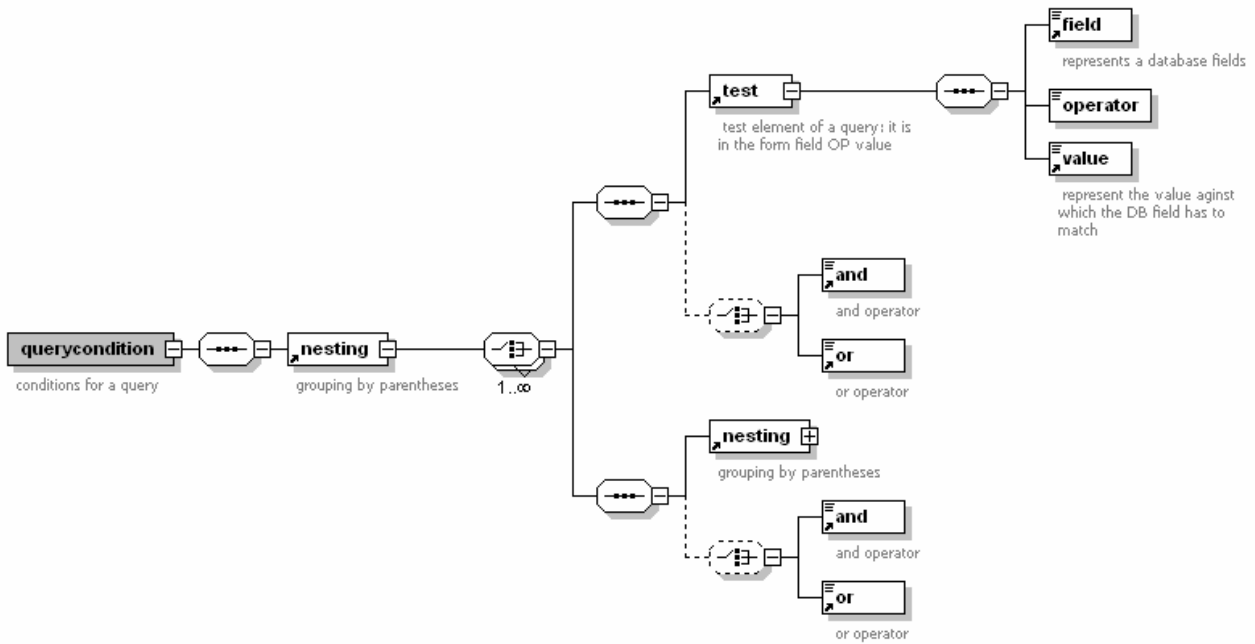 field
represents a database fields
test
operator
test element of a query: it is
in the form field OP value
value
represent the value aginst
which the DB field has to
match
and
and operator
querycondition
nesting
or
conditions for a query
grouping by parentheses
1..∞
or operator
nesting
grouping by parentheses
and
and operator
or
or operator